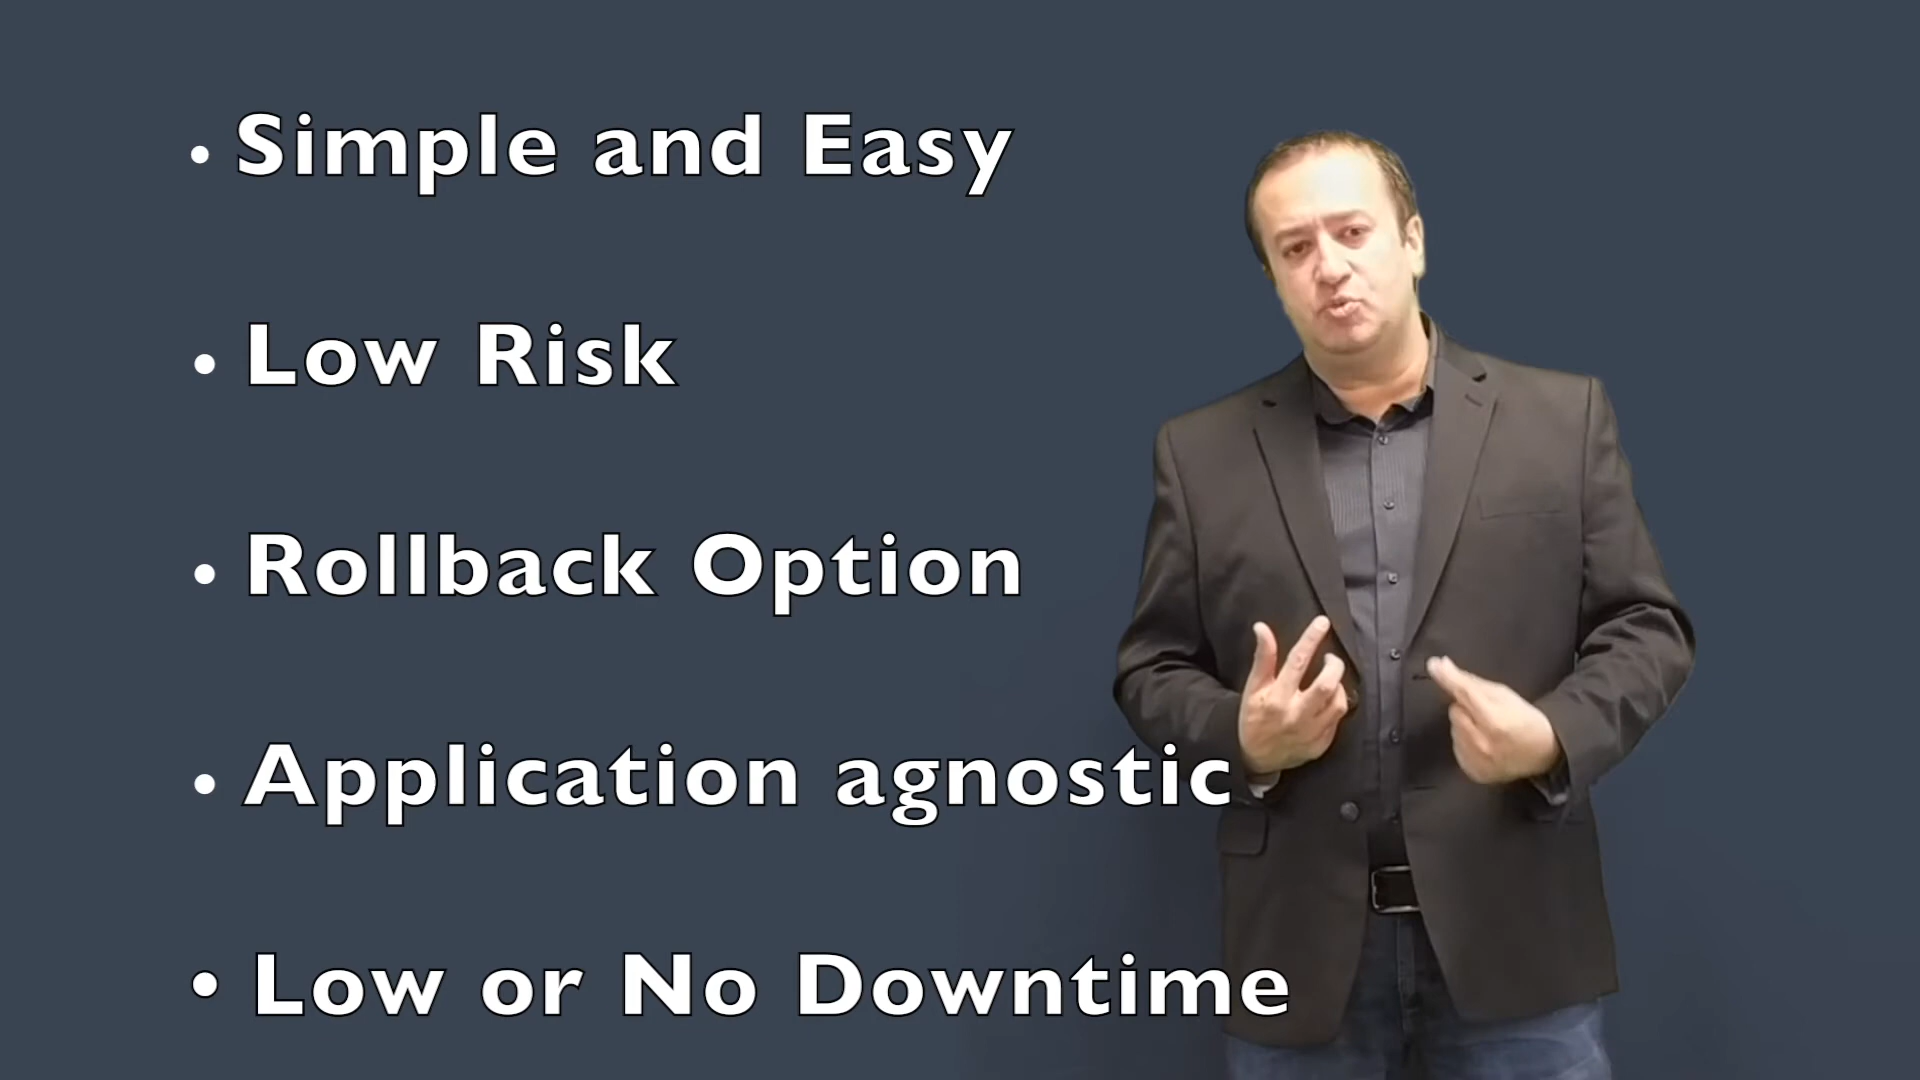 • Simple and Easy
• Low Risk
• Rollback Option
• Application agnostic
• Low or No Downtime